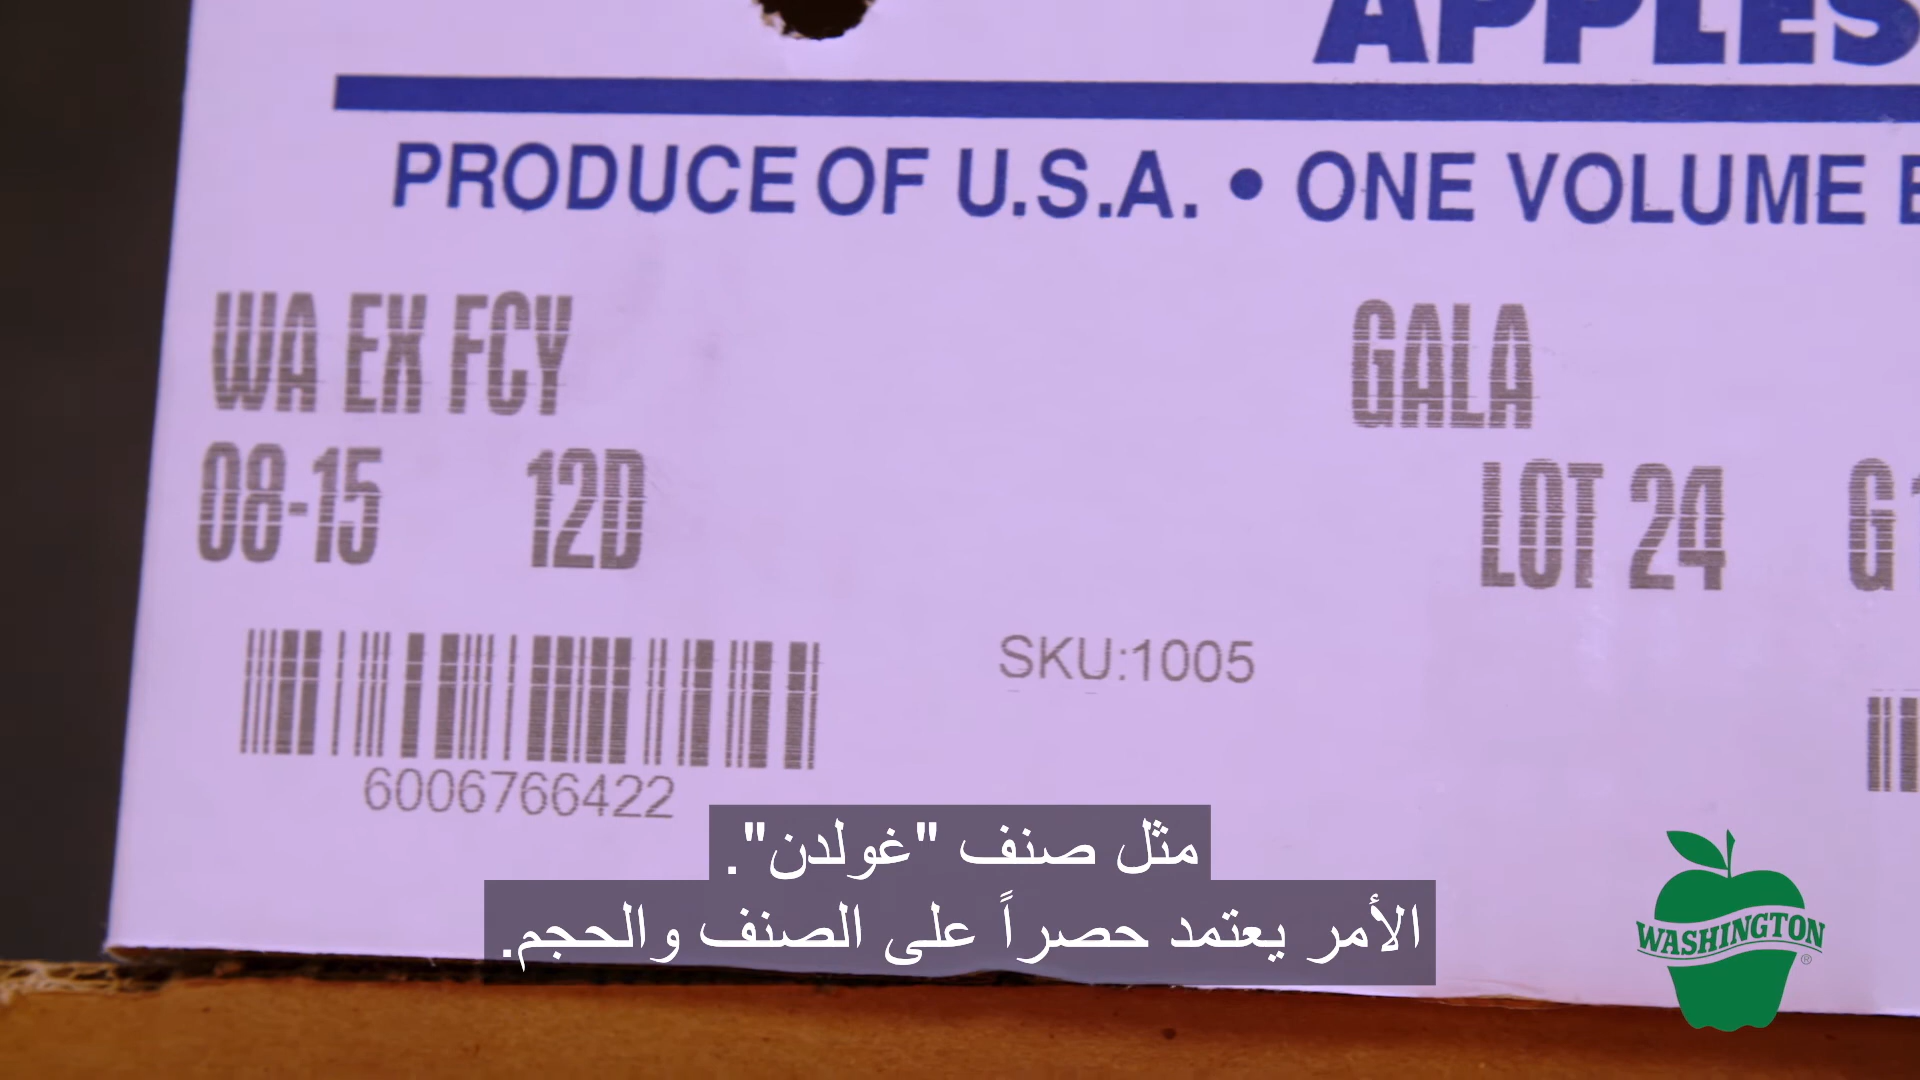 APPLES
PRODUCE OF U.S.A. • ONE VOLUME
WA EX FCY
GALA
08-15 12D
LOT 24 G
SKU:1005
6006766422
مثل صنف "غولدن".
الأمر يعتمد حصراً على الصنف والحجم.
WASHINGTON®